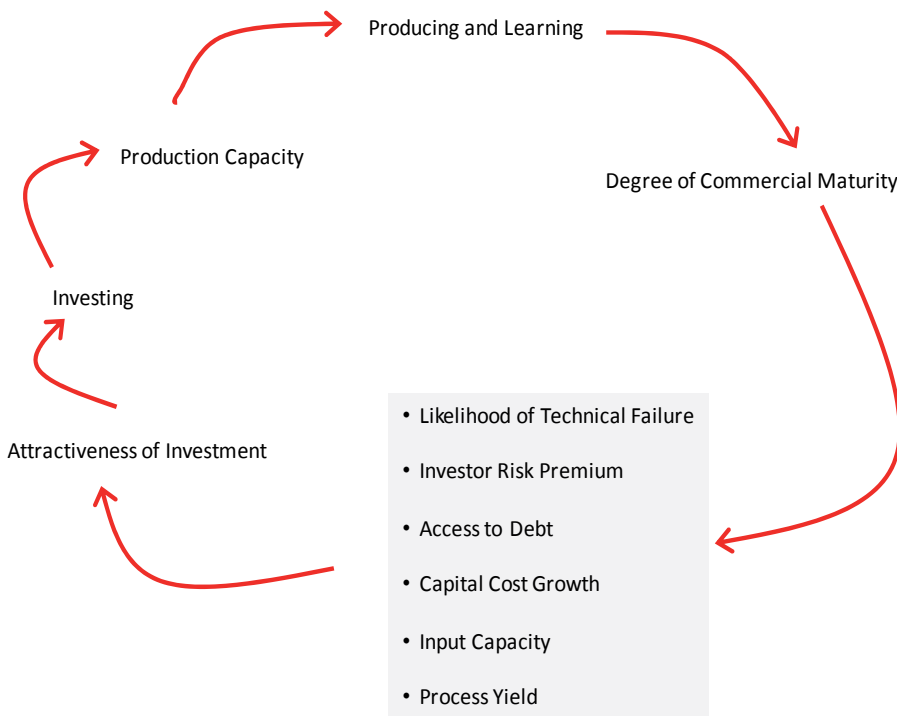 Producing and Learning
Production Capacity
Degree of Commercial Maturity
Investing
Attractiveness of Investment
• Likelihood of Technical Failure
• Investor Risk Premium
• Access to Debt
• Capital Cost Growth
• Input Capacity
• Process Yield